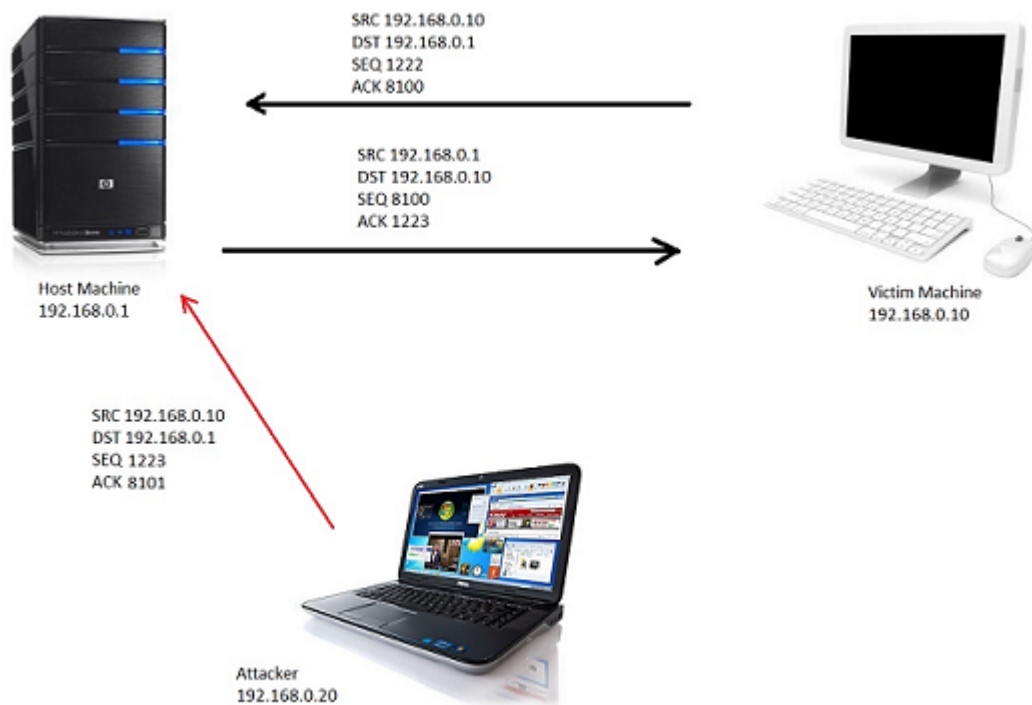 SRC 192.168.0.10
DST 192.168.0.1
SEQ 1222
ACK 8100
SRC 192.168.0.1
DST 192.168.0.10
SEQ 8100
ACK 1223
Host Machine
192.168.0.1
Victim Machine
192.168.0.10
SRC 192.168.0.10
DST 192.168.0.1
SEQ 1223
ACK 8101
Attacker
192.168.0.20